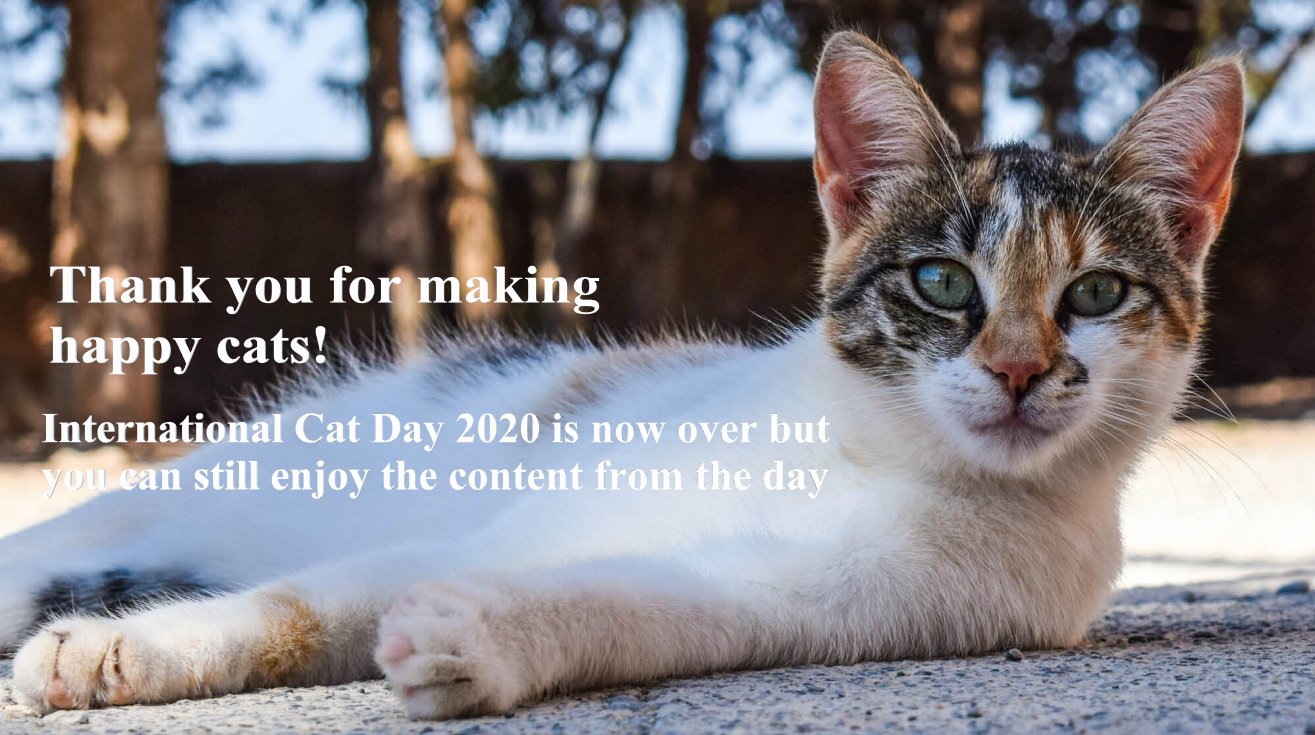 Thank you for making
happy cats!
International Cat Day 2020 is now over but
you can still enjoy the content from the day